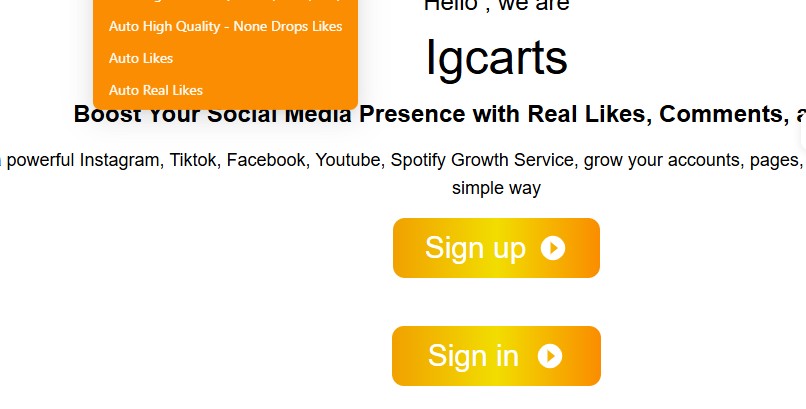 Hello , we are
Auto High Quality - None Drops Likes
Igcarts
Auto Likes
Auto Real Likes
Boost Your Social Media Presence with Real Likes, Comments,
powerful Instagram, Tiktok, Facebook, Youtube, Spotify Growth Service, grow your accounts, pages,
simple way
Sign up
Sign in